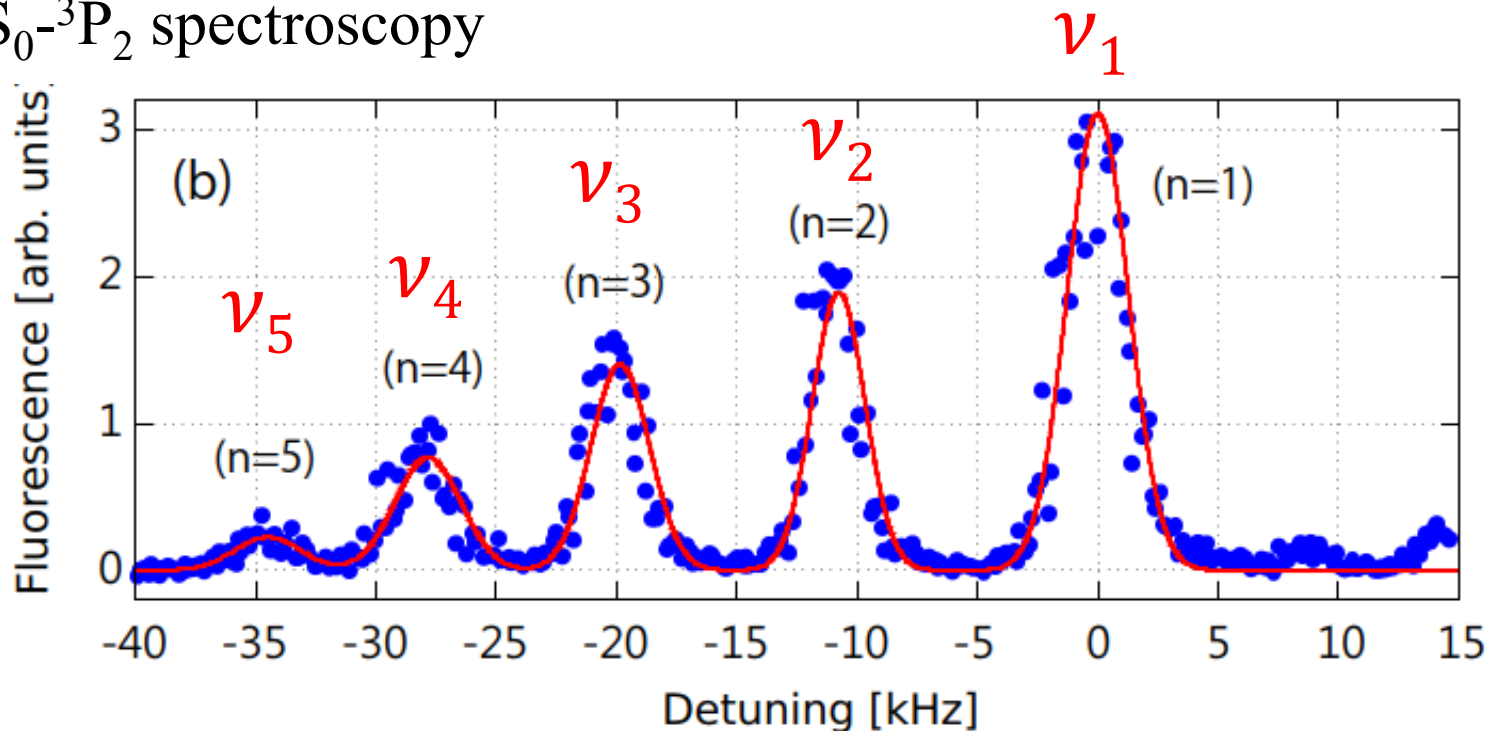 S₀-³P₂ spectroscopy
ν₁
ν₂
ν₃
ν₄
ν₅
(b)
(n=1)
(n=2)
(n=3)
(n=4)
(n=5)
Fluorescence [arb. units]
3
2
1
0
-40 -35 -30 -25 -20 -15 -10 -5 0 5 10 15
Detuning [kHz]